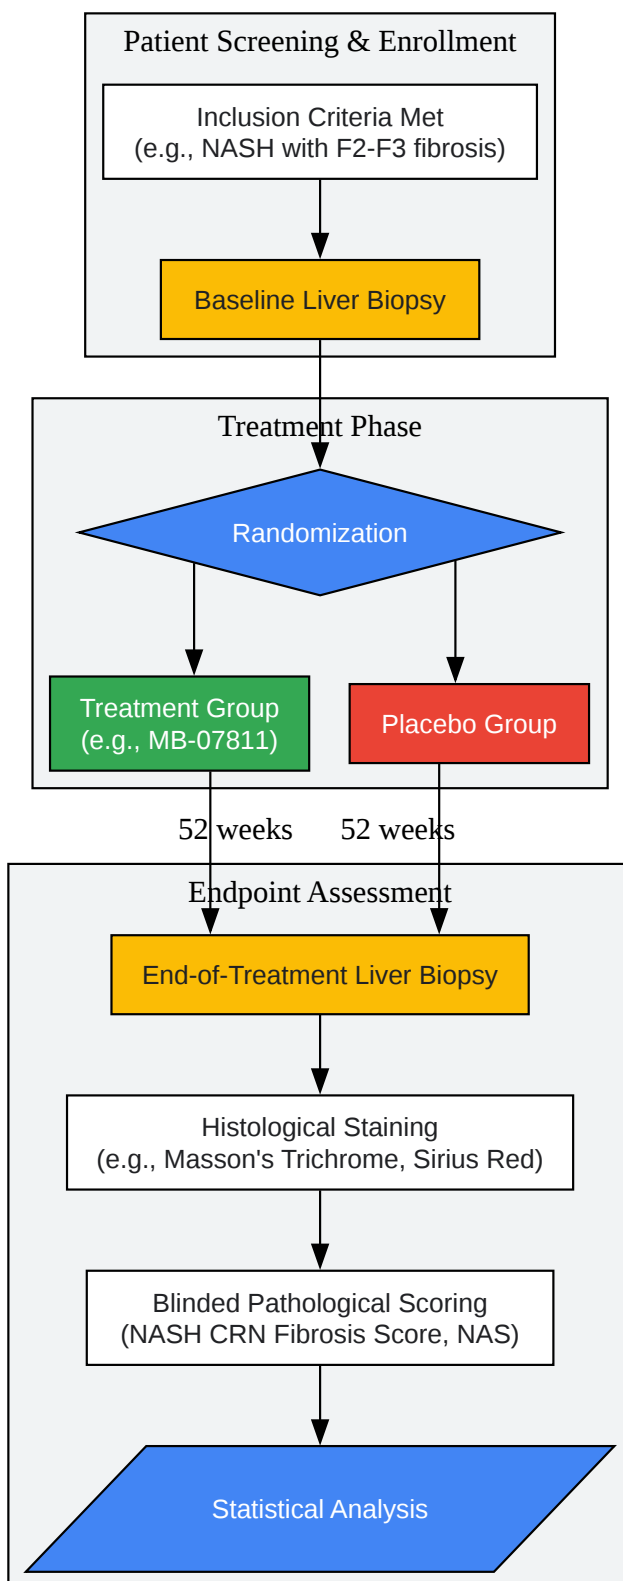 Patient Screening & Enrollment
Inclusion Criteria Met
(e.g., NASH with F2-F3 fibrosis)
Baseline Liver Biopsy
Treatment Phase
Randomization
Treatment Group
(e.g., MB-07811)
Placebo Group
52 weeks
52 weeks
Endpoint Assessment
End-of-Treatment Liver Biopsy
Histological Staining
(e.g., Masson's Trichrome, Sirius Red)
Blinded Pathological Scoring
(NASH CRN Fibrosis Score, NAS)
Statistical Analysis